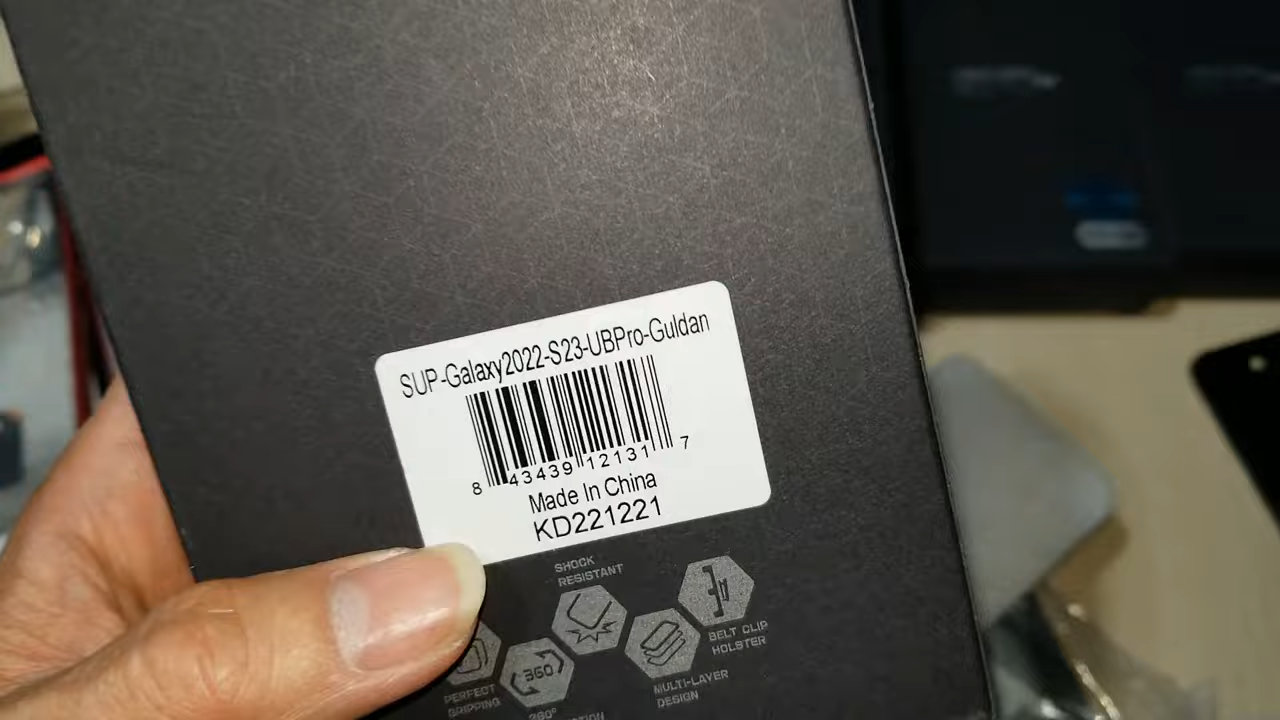 SUP-Galaxy2022-S23-UBPro-Guldan
8 43439 12131 7
Made In China
KD221221
SHOCK
RESISTANT
BELT CLIP
HOLSTER
360°
MULTI-LAYER
DESIGN
PERFECT
GRIPPING
360°